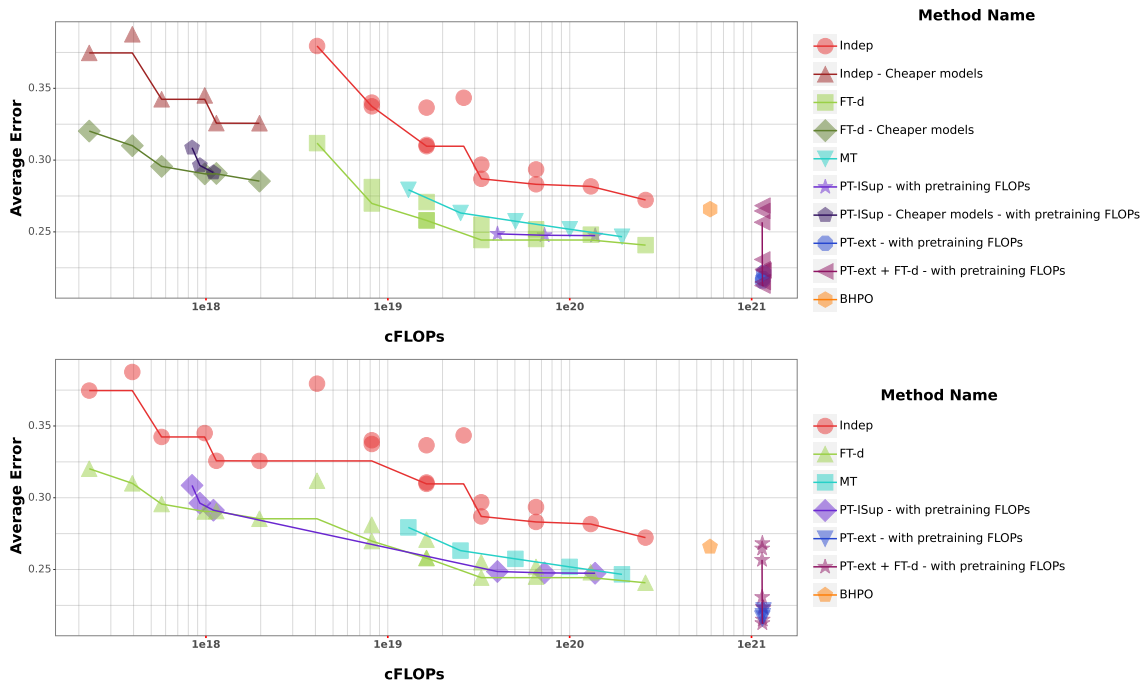 Method Name
Indep
Indep - Cheaper models
FT-d
FT-d - Cheaper models
MT
PT-ISup - with pretraining FLOPs
PT-ISup - Cheaper models - with pretraining FLOPs
PT-ext - with pretraining FLOPs
PT-ext + FT-d - with pretraining FLOPs
BHPO
Average Error
0.35
0.30
0.25
1e18
1e19
1e20
1e21
cFLOPs
Method Name
Indep
FT-d
MT
PT-ISup - with pretraining FLOPs
PT-ext - with pretraining FLOPs
PT-ext + FT-d - with pretraining FLOPs
BHPO
Average Error
0.35
0.30
0.25
1e18
1e19
1e20
1e21
cFLOPs